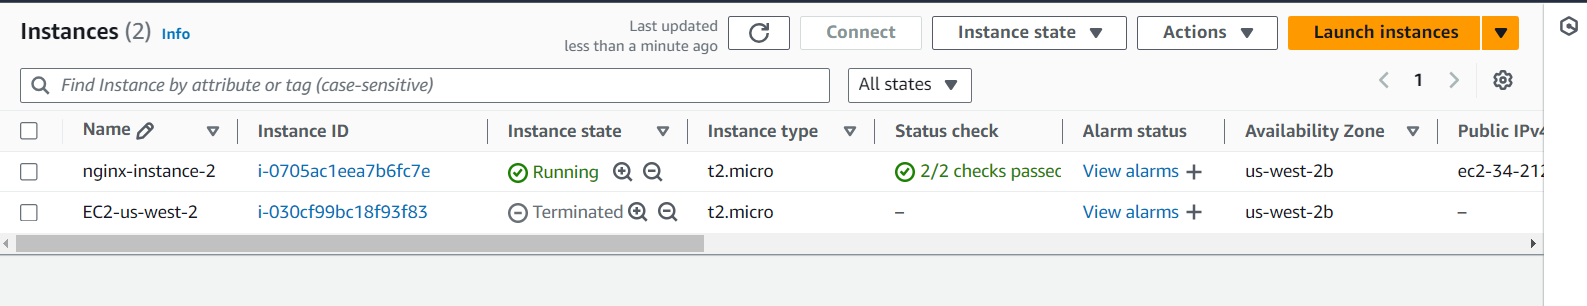 Instances (2) Info
Last updated
less than a minute ago
Connect
Instance state
Actions
Launch instances
Find Instance by attribute or tag (case-sensitive)
All states
1
Name Instance ID Instance state Instance type Status check Alarm status Availability Zone Public IPv4
nginx-instance-2 i-0705ac1eea7b6fc7e Running t2.micro 2/2 checks passec View alarms + us-west-2b ec2-34-212
EC2-us-west-2 i-030cf99bc18f93f83 Terminated t2.micro – View alarms + us-west-2b –